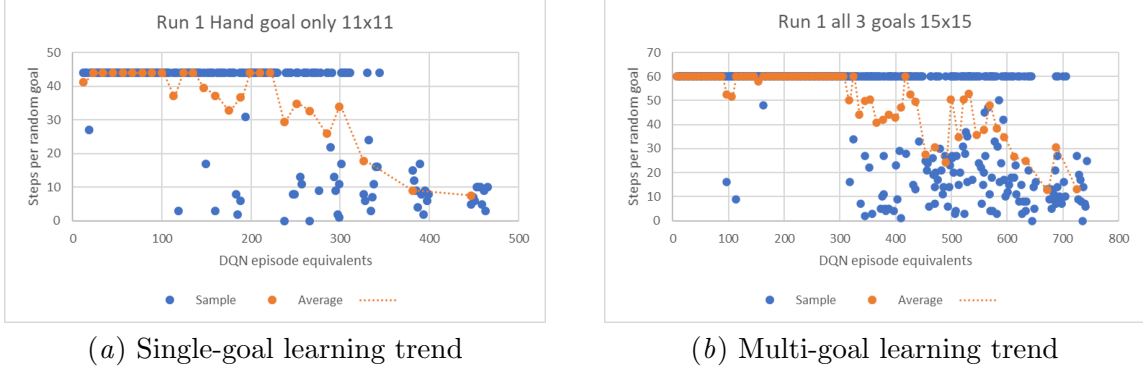 Run 1 Hand goal only 11x11
50
40
30
20
10
0
Steps per random goal
0 100 200 300 400 500
DQN episode equivalents
Sample Average
(a) Single-goal learning trend
Run 1 all 3 goals 15x15
70
60
50
40
30
20
10
0
Steps per random goal
0 100 200 300 400 500 600 700 800
DQN episode equivalents
Sample Average
(b) Multi-goal learning trend